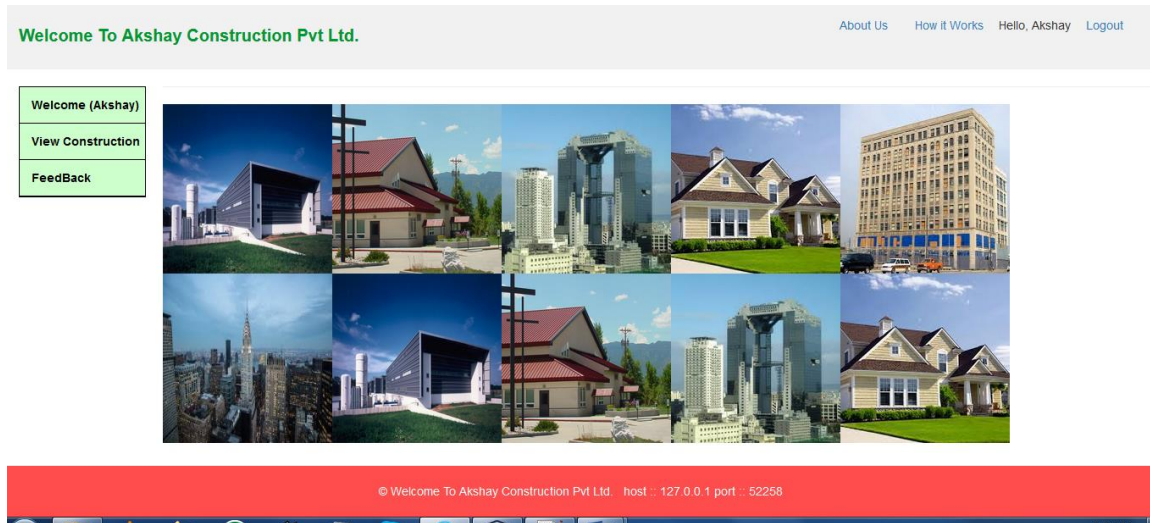 Welcome To Akshay Construction Pvt Ltd.
About Us How it Works Hello, Akshay Logout
Welcome (Akshay)
View Construction
FeedBack
© Welcome To Akshay Construction Pvt Ltd. host :: 127.0.0.1 port :: 52258